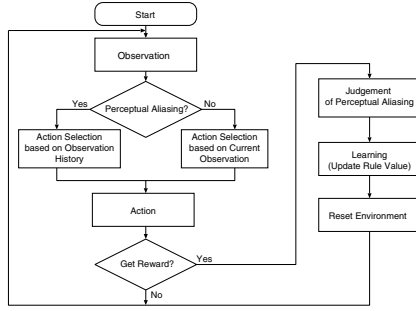 Start
Observation
Perceptual Aliasing?
Yes
No
Action Selection
based on Observation
History
Action Selection
based on Current
Observation
Action
Get Reward?
Yes
No
Judgement
of Perceptual Aliasing
Learning
(Update Rule Value)
Reset Environment